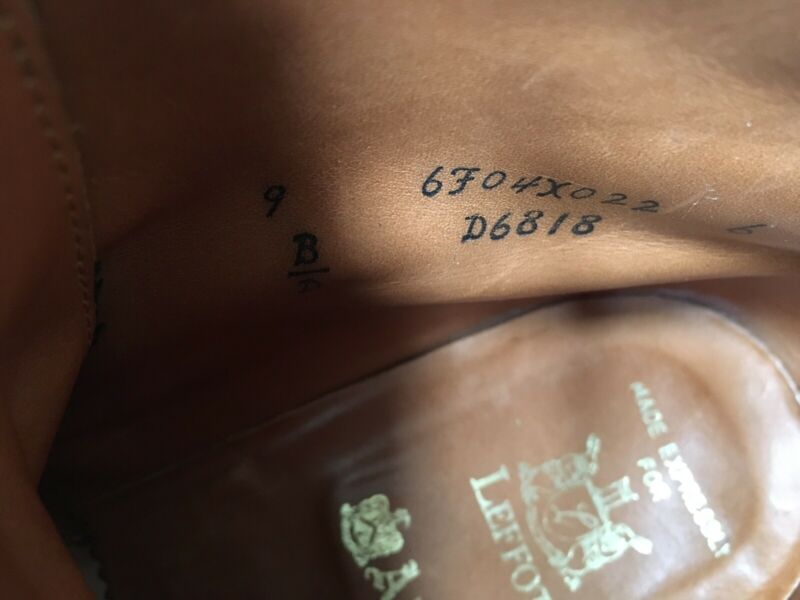 9
6F04X022
D6818
B
MADE EXPRESSLY
FOR
LEFFOT
A